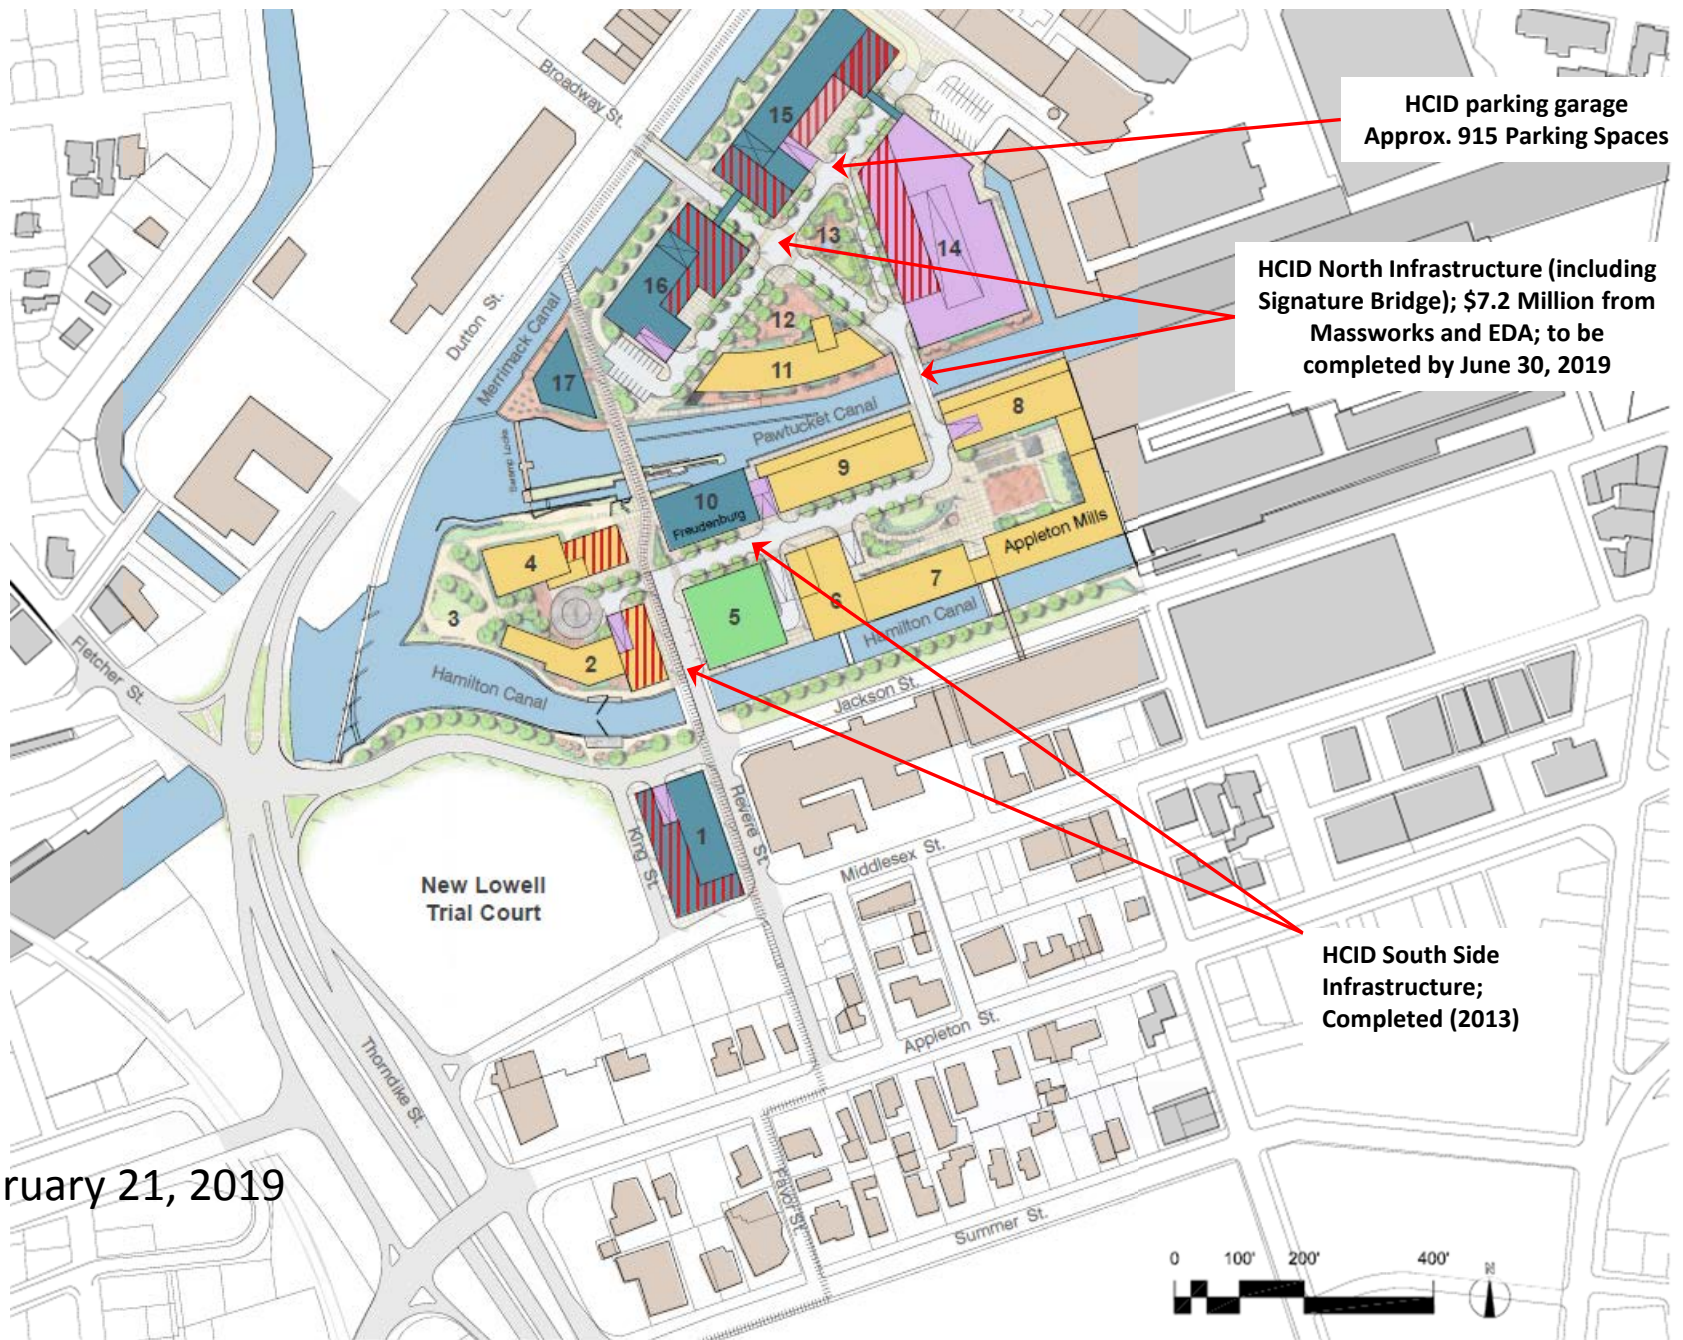 Broadway St.
HCID parking garage
Approx. 915 Parking Spaces
15
13
14
HCID North Infrastructure (including
Signature Bridge); $7.2 Million from
Massworks and EDA; to be
completed by June 30, 2019
16
Dutton St.
Merrimack Canal
12
11
17
8
Pawtucket Canal
9
10
Freudenburg
Appleton Mills
4
7
6
5
3
2
Hamilton Canal
Hamilton Canal
Fletcher St.
Jackson St.
1
King St.
Revere St.
Middlesex St.
New Lowell
Trial Court
HCID South Side
Infrastructure;
Completed (2013)
Appleton St.
Thorndike St.
ruary 21, 2019
Favor St.
Summer St.
0 100' 200' 400'
N